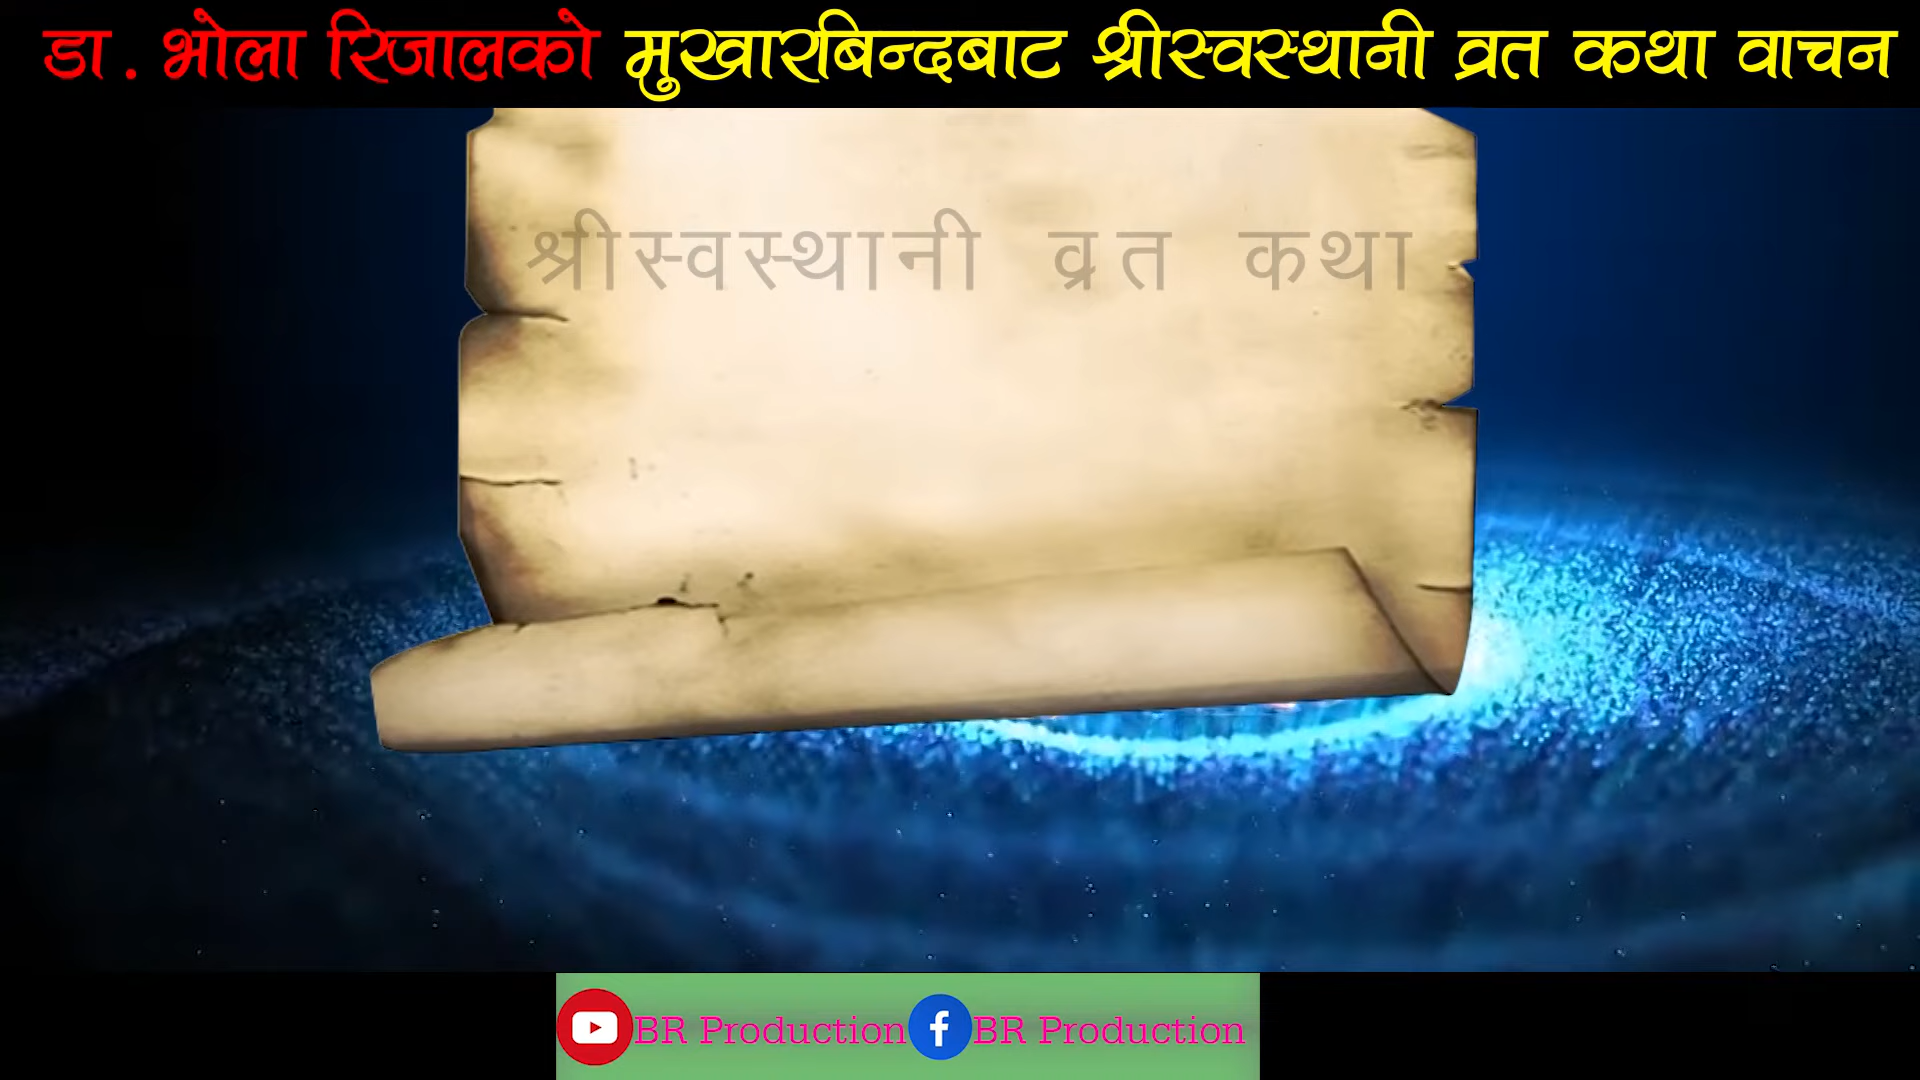 डा. भोला रिजालको मुखारबिन्दबाट श्रीस्वस्थानी व्रत कथा वाचन
श्रीस्वस्थानी व्रत कथा
BR Production BR Production